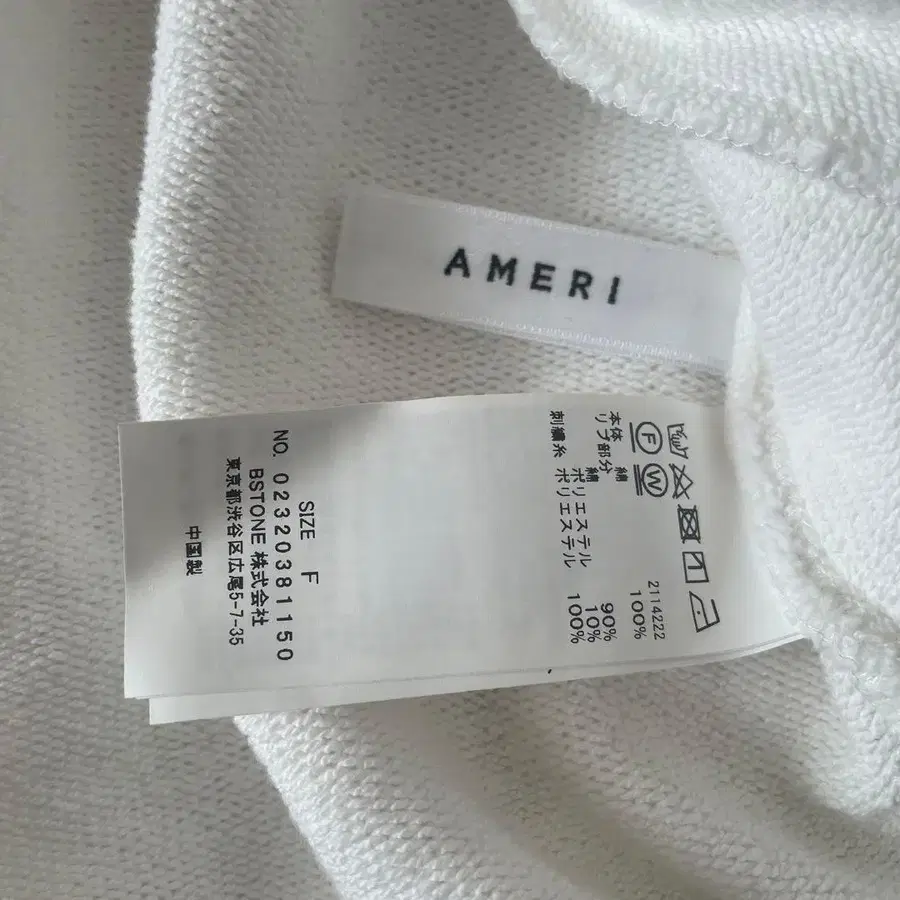 AMERI
2114222
本体 綿 100%
リブ部分 綿 90%
ポリエステル 10%
刺繍糸 ポリエステル 100%
F
W
SIZE F
NO. 02320381150
BSTONE 株式会社
東京都渋谷区広尾5-7-35
中国製